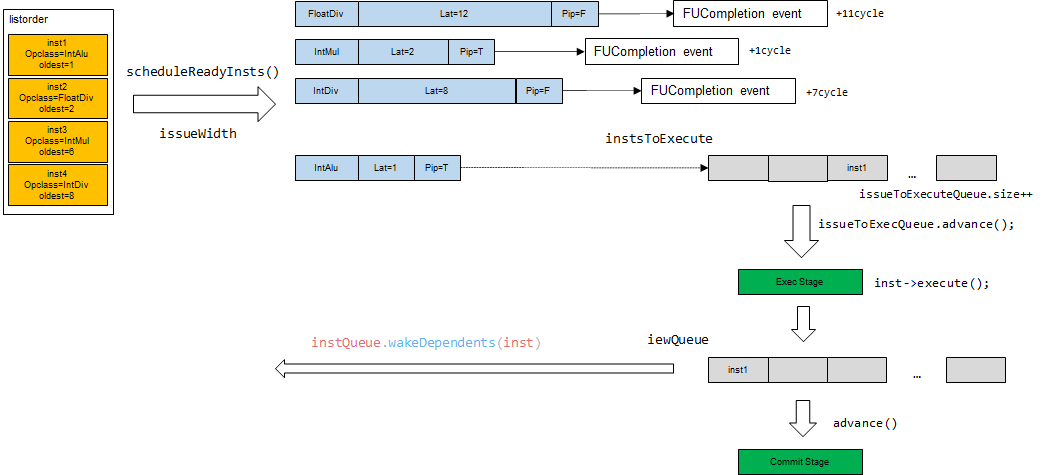 listorder
inst1
Opclass=IntAlu
oldest=1
inst2
Opclass=FloatDiv
oldest=2
inst3
Opclass=IntMul
oldest=6
inst4
Opclass=IntDiv
oldest=8
scheduleReadyInsts()
issueWidth
FloatDiv Lat=12 Pip=F FUCompletion event +11cycle
IntMul Lat=2 Pip=T FUCompletion event +1cycle
IntDiv Lat=8 Pip=F FUCompletion event +7cycle
instsToExecute
IntAlu Lat=1 Pip=T inst1 ...
issueToExecuteQueue.size++
issueToExecQueue.advance();
Exec Stage inst->execute();
instQueue.wakeDependents(inst) iewQueue
inst1 ...
advance()
Commit Stage